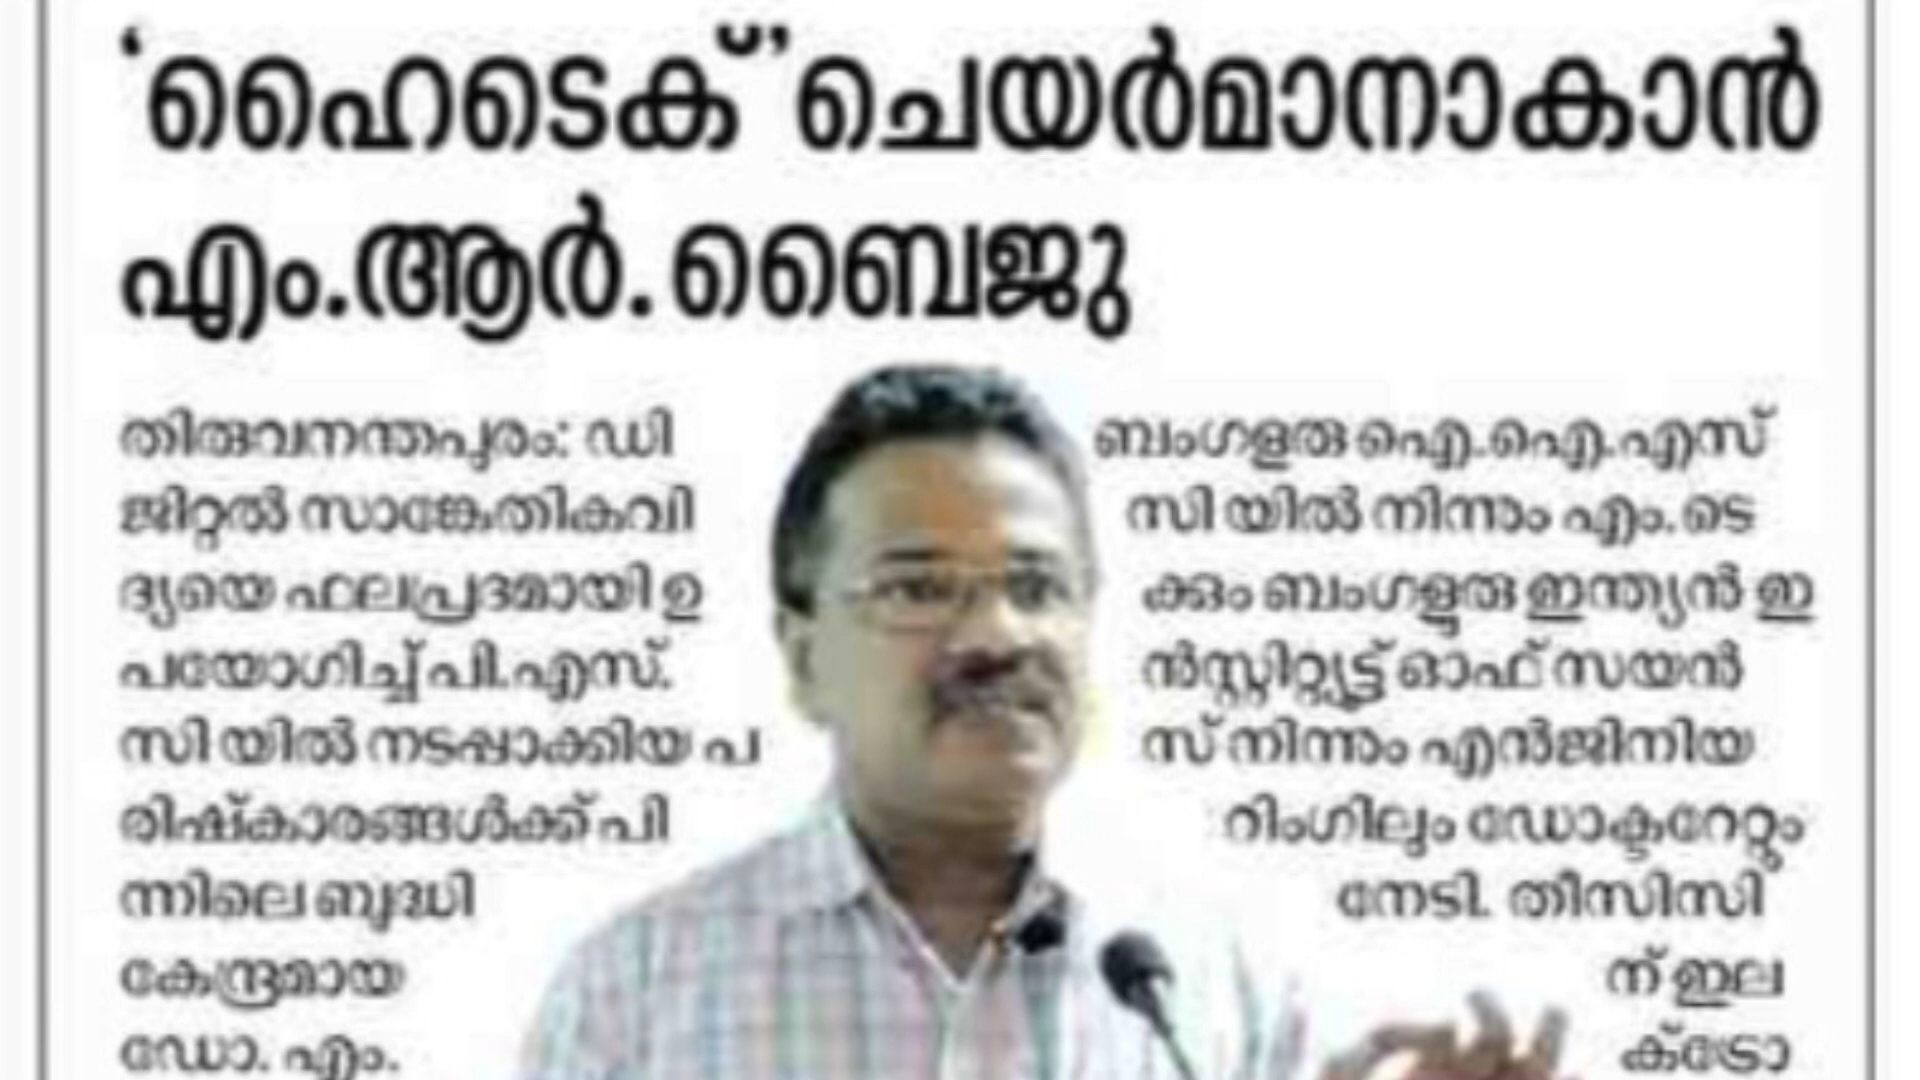 ‘ഹൈടെക്’ ചെയർമാനാകാൻ
എം.ആർ. ബൈജു
തിരുവനന്തപുരം: ഡി
ജിറ്റൽ സാങ്കേതികവി
ദ്യയെ ഫലപ്രദമായി ഉ
പയോഗിച്ച് പി.എസ്.
സി യിൽ നടപ്പാക്കിയ പ
രിഷ്കാരങ്ങൾക്ക് പി
ന്നിലെ ബുദ്ധി
കേന്ദ്രമായ
ഡോ. എം.
ബംഗളരു ഐ.ഐ.എസ്
സി യിൽ നിന്നും എം.ടെ
ക്കും ബംഗളൂരു ഇന്ത്യൻ ഇ
ൻസ്റ്റിറ്റ്യൂട്ട് ഓഫ് സയൻ
സ് നിന്നും എൻജിനിയ
റിംഗിലും ഡോക്ടറേറ്റും
നേടി. തീസിസി
ന് ഇല
ക്ട്രോ